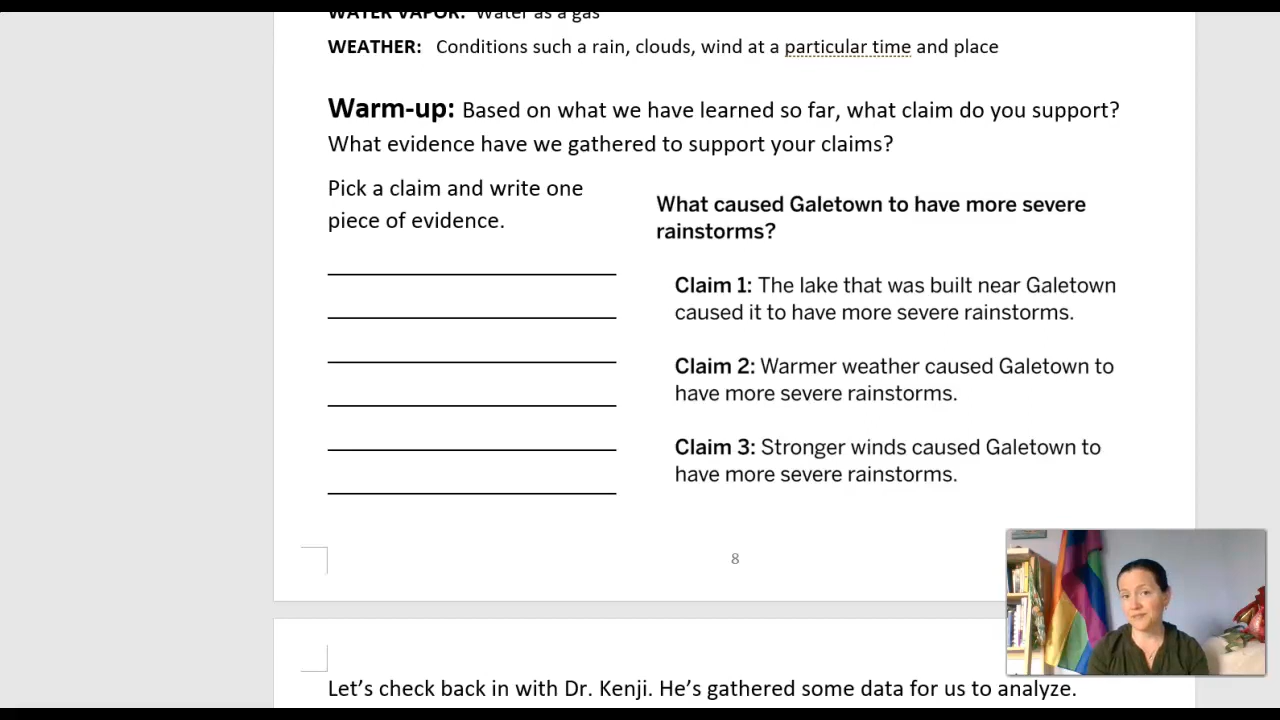 WATER VAPOR: Water as a gas
WEATHER: Conditions such a rain, clouds, wind at a particular time and place
Warm-up: Based on what we have learned so far, what claim do you support?
What evidence have we gathered to support your claims?
Pick a claim and write one
piece of evidence.
What caused Galetown to have more severe
rainstorms?
Claim 1: The lake that was built near Galetown
caused it to have more severe rainstorms.
Claim 2: Warmer weather caused Galetown to
have more severe rainstorms.
Claim 3: Stronger winds caused Galetown to
have more severe rainstorms.
8
Let's check back in with Dr. Kenji. He's gathered some data for us to analyze.